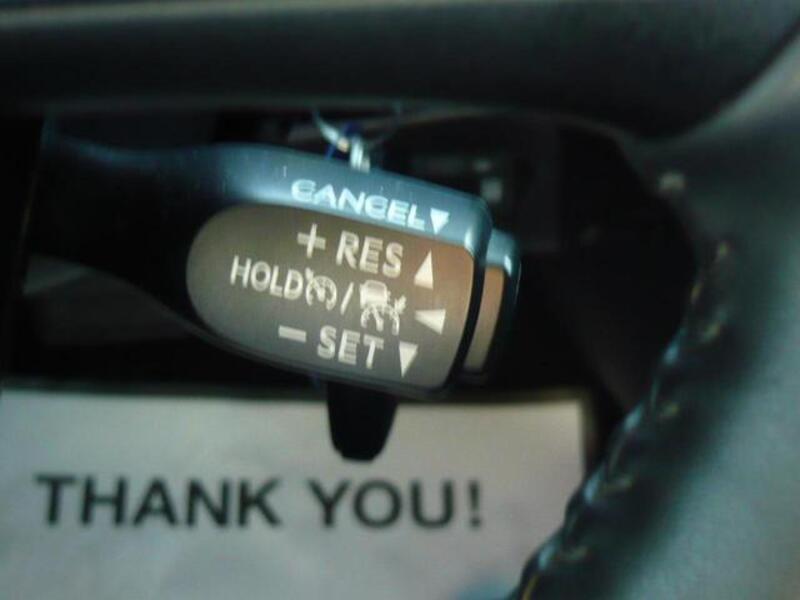 CANCEL▼
+ RES ▲
HOLD / ◀
− SET ▼
THANK YOU!